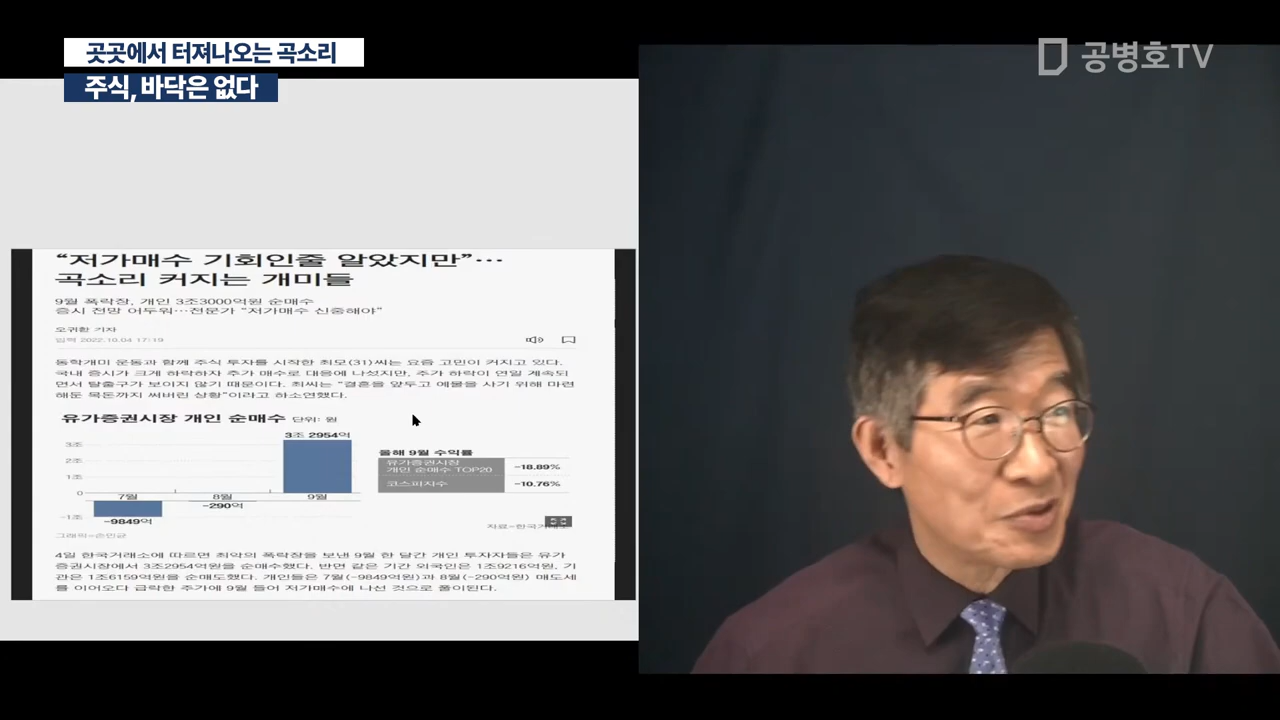 곳곳에서 터져나오는 곡소리
주식, 바닥은 없다
공병호TV
“저가매수 기회인줄 알았지만”…
곡소리 커지는 개미들
9월 폭락장, 개인 3조3000억원 순매수
증시 전망 어두워…전문가 “저가매수 신중해야”
오귀환 기자
입력 2022.10.04 17:19
동학개미 운동과 함께 주식 투자를 시작한 최모(31)씨는 요즘 고민이 커지고 있다.
국내 증시가 크게 하락하자 추가 매수로 대응에 나섰지만, 주가 하락이 연일 계속되
면서 탈출구가 보이지 않기 때문이다. 최씨는 “결혼을 앞두고 예물을 사기 위해 마련
해둔 목돈까지 써버린 상황”이라고 하소연했다.
유가증권시장 개인 순매수 단위: 원
3조 2954억
3조
2조
1조
0
-1조
7월
8월
9월
-9849억
-290억
올해 9월 수익률
유가증권시장
개인 순매수 TOP20
-18.89%
코스피지수
-10.76%
자료=한국거래소
그래픽=손민균
4일 한국거래소에 따르면 최악의 폭락장을 보낸 9월 한 달간 개인 투자자들은 유가
증권시장에서 3조2954억원을 순매수했다. 반면 같은 기간 외국인은 1조9216억원, 기
관은 1조6159억원을 순매도했다. 개인들은 7월(-9849억원)과 8월(-290억원) 매도세
를 이어오다 급락한 주가에 9월 들어 저가매수에 나선 것으로 풀이된다.